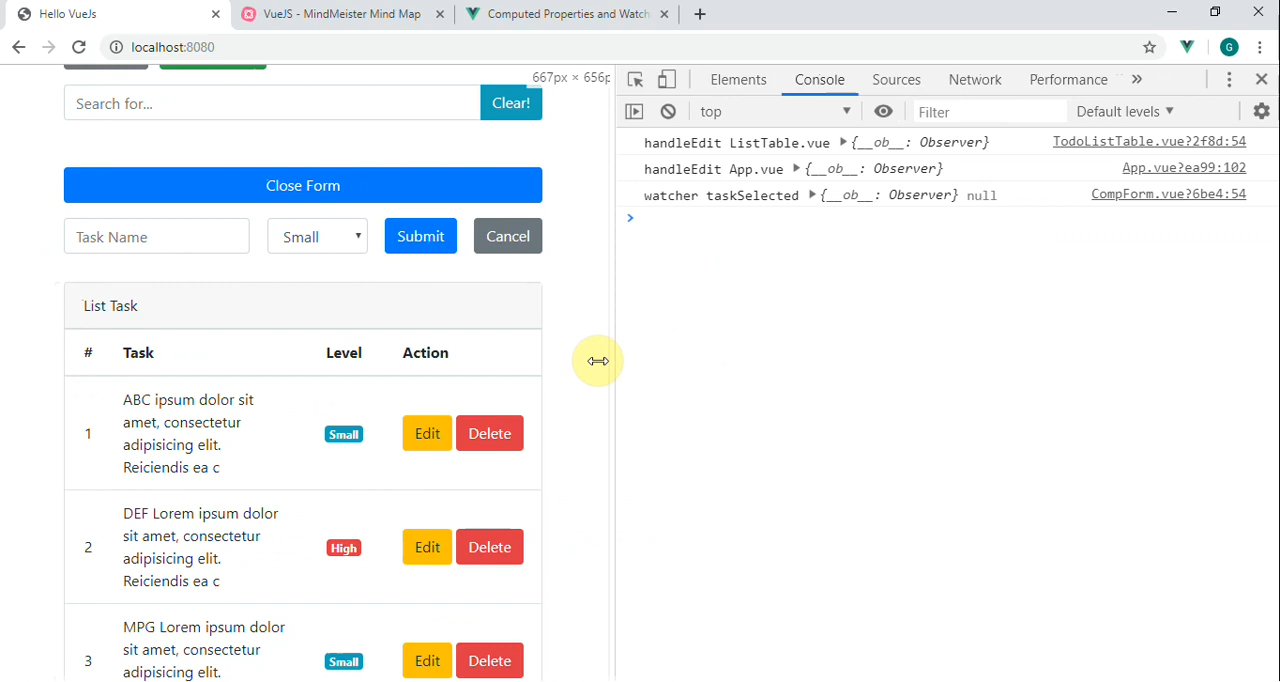 Hello VueJs
VueJS - MindMeister Mind Map
Computed Properties and Watch
localhost:8080
G
667px × 656p
Search for...
Clear!
Close Form
Task Name
Small
Submit
Cancel
List Task
# Task Level Action
1
ABC ipsum dolor sit
amet, consectetur
adipisicing elit.
Reiciendis ea c
Small
Edit
Delete
2
DEF Lorem ipsum dolor
sit amet, consectetur
adipisicing elit.
Reiciendis ea c
High
Edit
Delete
3
MPG Lorem ipsum dolor
sit amet, consectetur
adipisicing elit.
Small
Edit
Delete
Elements Console Sources Network Performance
top
Filter
Default levels
handleEdit ListTable.vue {__ob__: Observer} TodoListTable.vue?2f8d:54
handleEdit App.vue {__ob__: Observer} App.vue?ea99:102
watcher taskSelected {__ob__: Observer} null CompForm.vue?6be4:54